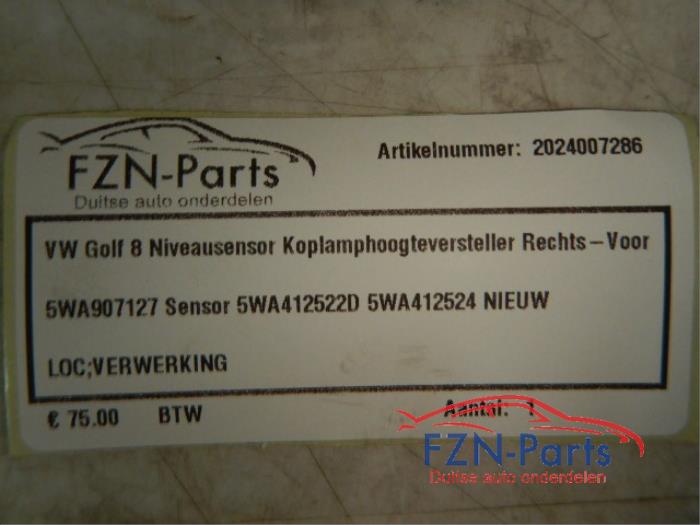 FZN-Parts
Duitse auto onderdelen
Artikelnummer: 2024007286
VW Golf 8 Niveausensor Koplamphoogteversteller Rechts-Voor
5WA907127 Sensor 5WA412522D 5WA412524 NIEUW
LOC;VERWERKING
€ 75.00 BTW
Aantal: 1
FZN-Parts
Duitse auto onderdelen